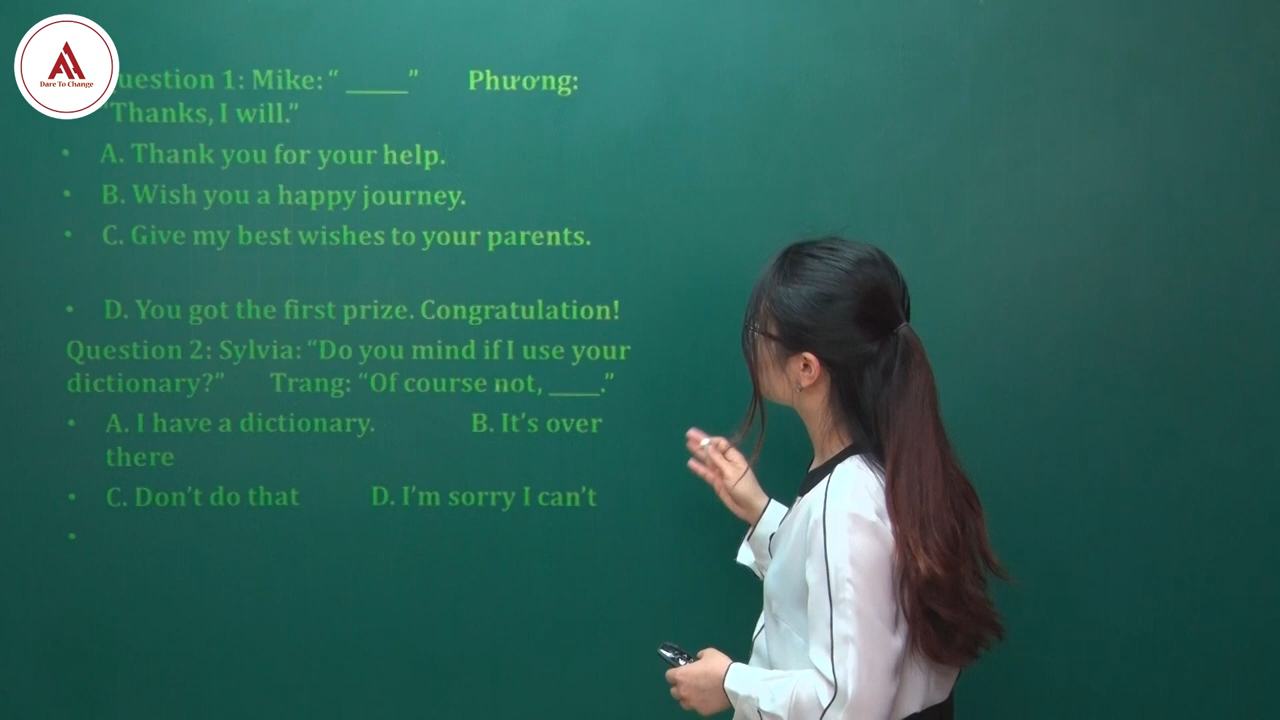 Dare To Change
uestion 1: Mike: “ _____” Phương:
“Thanks, I will.”
• A. Thank you for your help.
• B. Wish you a happy journey.
• C. Give my best wishes to your parents.
• D. You got the first prize. Congratulation!
Question 2: Sylvia: “Do you mind if I use your
dictionary?” Trang: “Of course not, _____.”
• A. I have a dictionary. B. It's over
there
• C. Don’t do that D. I’m sorry I can’t
•